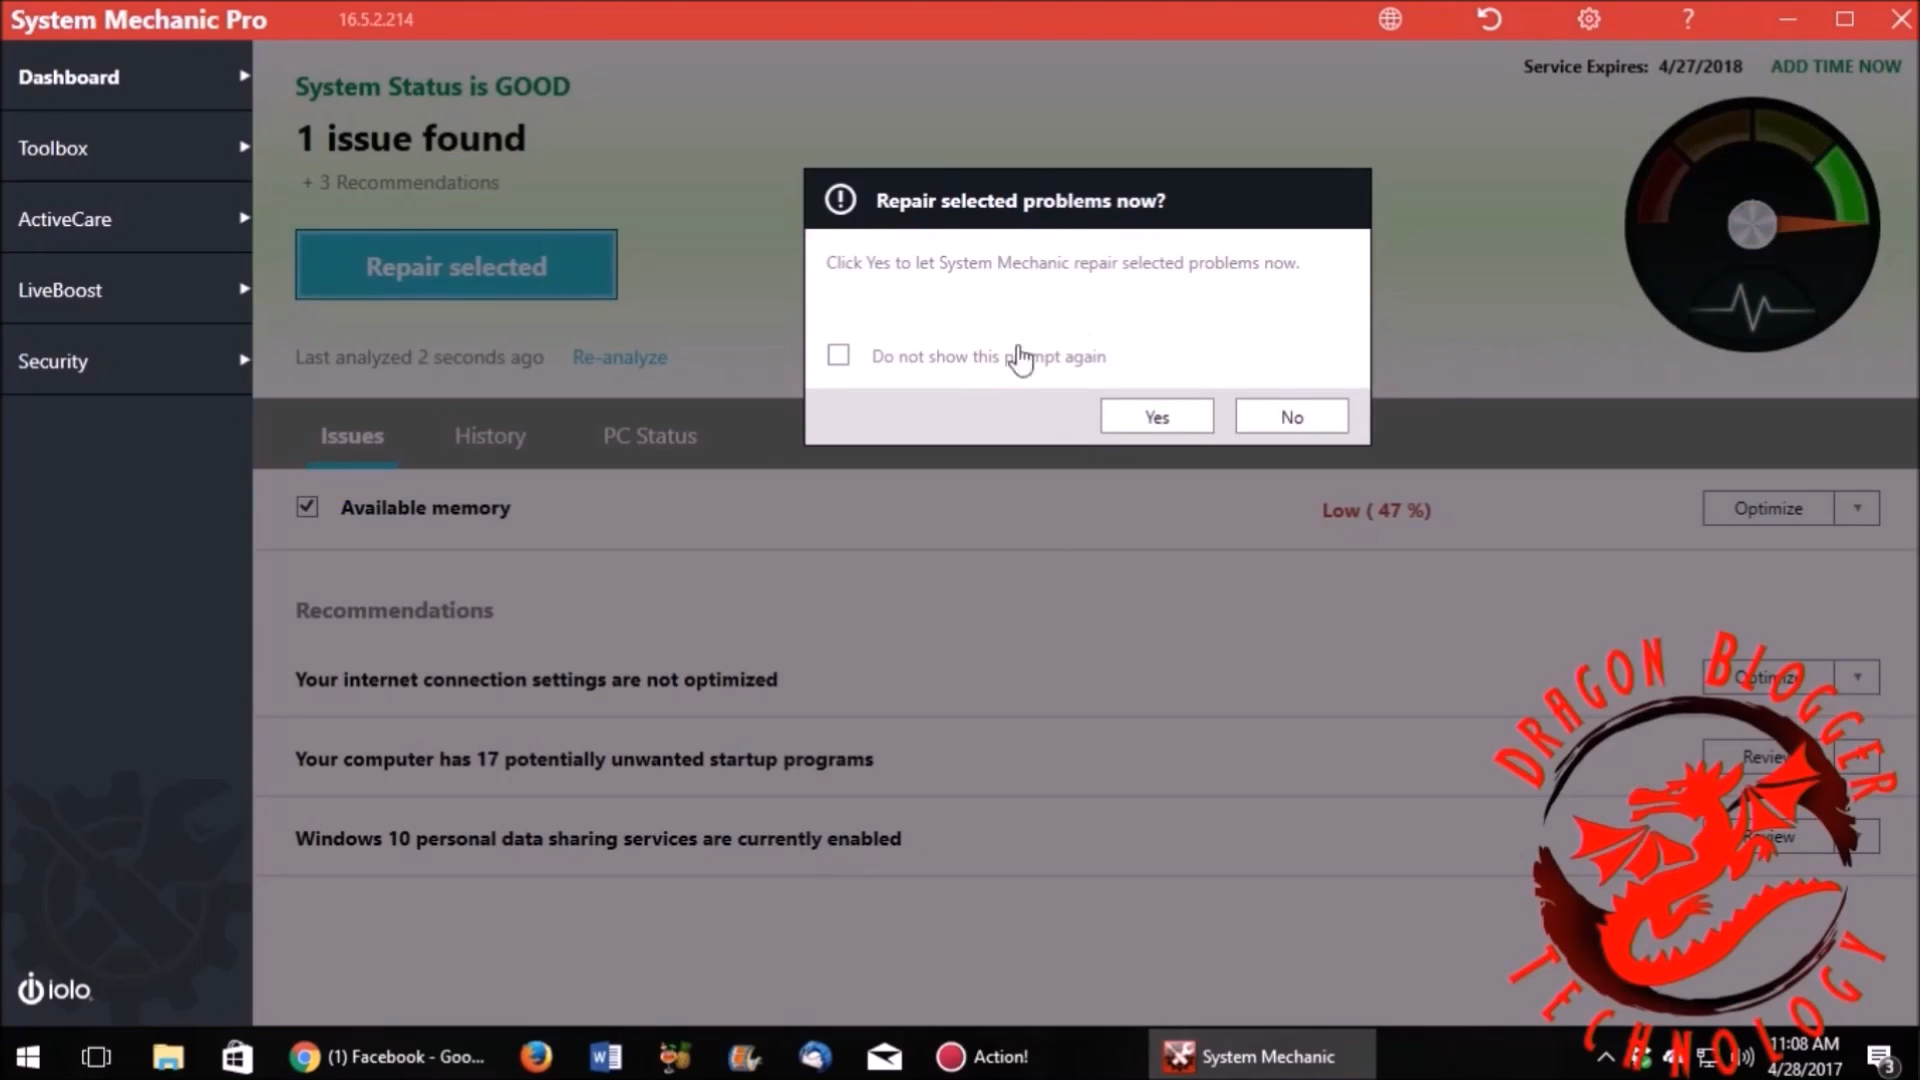 System Mechanic Pro
16.5.2.214
?
Dashboard
Toolbox
ActiveCare
LiveBoost
Security
iolo
System Status is GOOD
1 issue found
+ 3 Recommendations
Service Expires: 4/27/2018
ADD TIME NOW
Repair selected
Last analyzed 2 seconds ago
Re-analyze
Repair selected problems now?
Click Yes to let System Mechanic repair selected problems now.
Do not show this prompt again
Yes
No
Issues
History
PC Status
Available memory
Low ( 47 %)
Optimize
Recommendations
Your internet connection settings are not optimized
Optimize
Your computer has 17 potentially unwanted startup programs
Review
Windows 10 personal data sharing services are currently enabled
Review
DRAGON BLOGGER
TECHNOLOGY
(1) Facebook - Goo...
Action!
System Mechanic
11:08 AM
4/28/2017
3